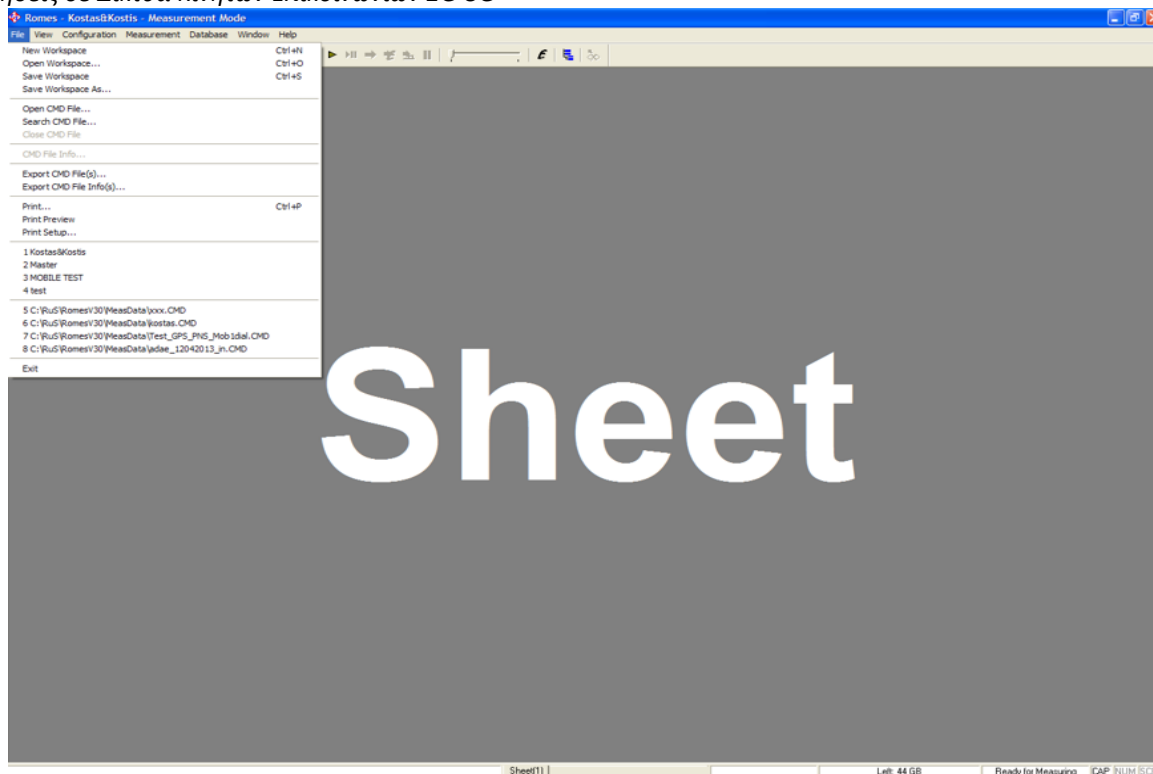 Romes - Kostas&Kostis - Measurement Mode
File View Configuration Measurement Database Window Help
New Workspace Ctrl+N
Open Workspace... Ctrl+O
Save Workspace Ctrl+S
Save Workspace As...
Open CMD File...
Search CMD File...
Close CMD File
CMD File Info...
Export CMD File(s)...
Export CMD File Info(s)...
Print... Ctrl+P
Print Preview
Print Setup...
1 Kostas&Kostis
2 Master
3 MOBILE TEST
4 test
5 C:\RuS\RomesV30\MeasData\xxx.CMD
6 C:\RuS\RomesV30\MeasData\kostas.CMD
7 C:\RuS\RomesV30\MeasData\Test_GPS_PNS_Mob1dial.CMD
8 C:\RuS\RomesV30\MeasData\adae_12042013_in.CMD
Exit
Sheet
Sheet(1) Left: 44 GB Ready for Measuring CAP NUM